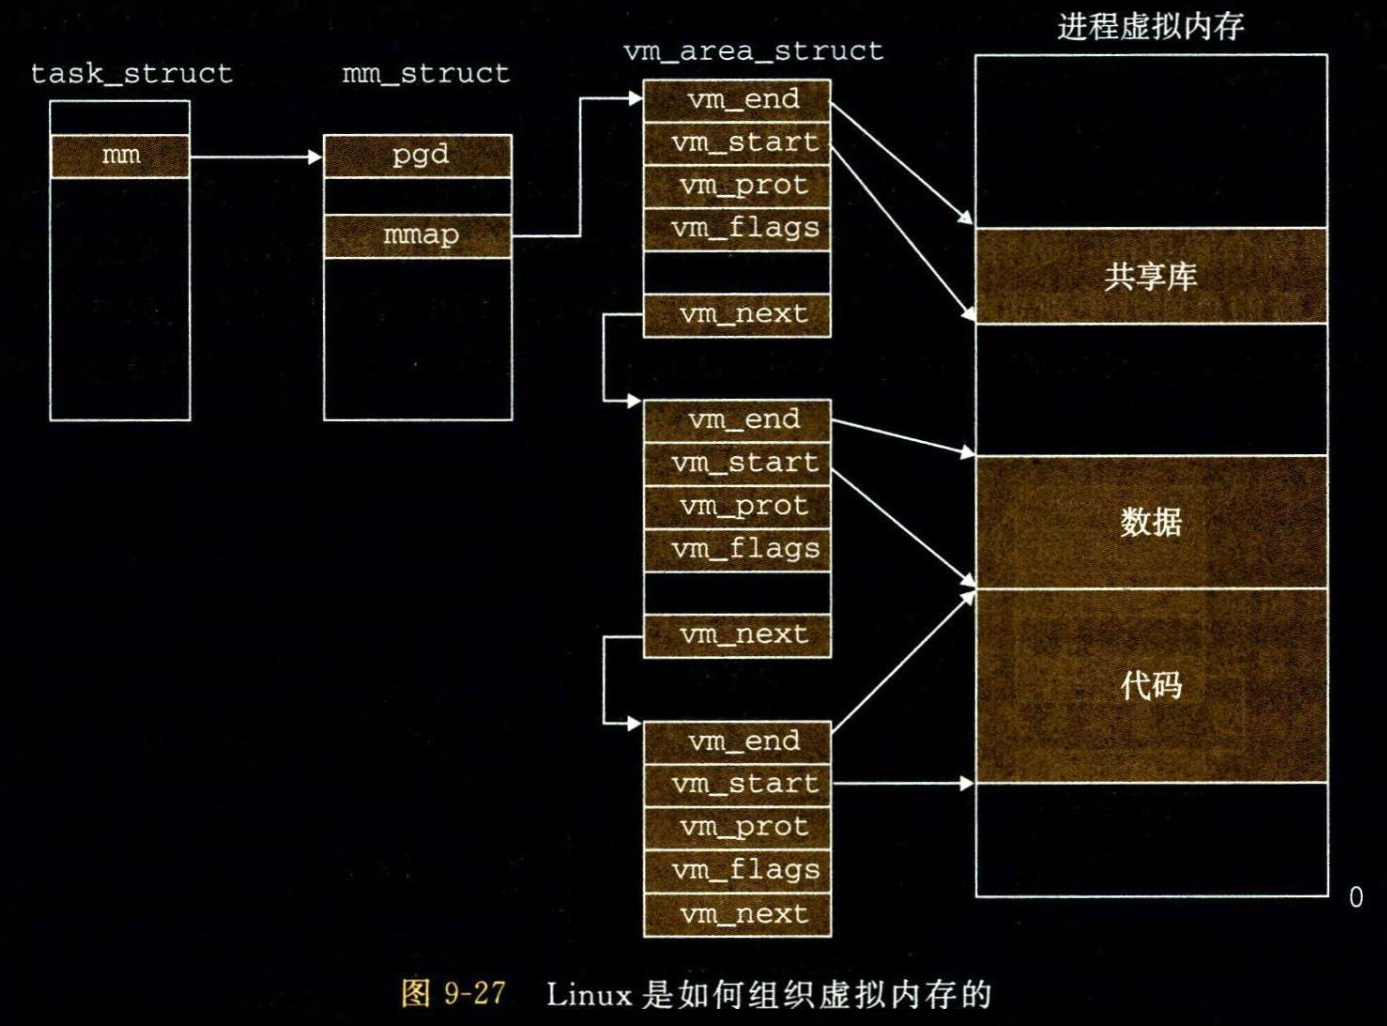 task_struct
mm
mm_struct
pgd
mmap
vm_area_struct
vm_end
vm_start
vm_prot
vm_flags
vm_next
vm_end
vm_start
vm_prot
vm_flags
vm_next
vm_end
vm_start
vm_prot
vm_flags
vm_next
进程虚拟内存
共享库
数据
代码
0
图 9-27 Linux 是如何组织虚拟内存的